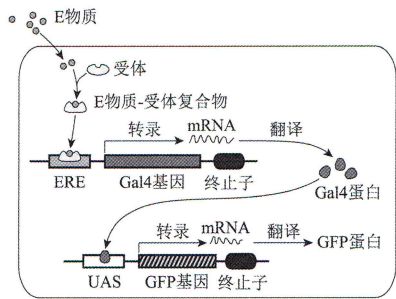 E物质
受体
E物质-受体复合物
转录 mRNA 翻译
ERE Gal4基因 终止子 Gal4蛋白
转录 mRNA 翻译 GFP蛋白
UAS GFP基因 终止子